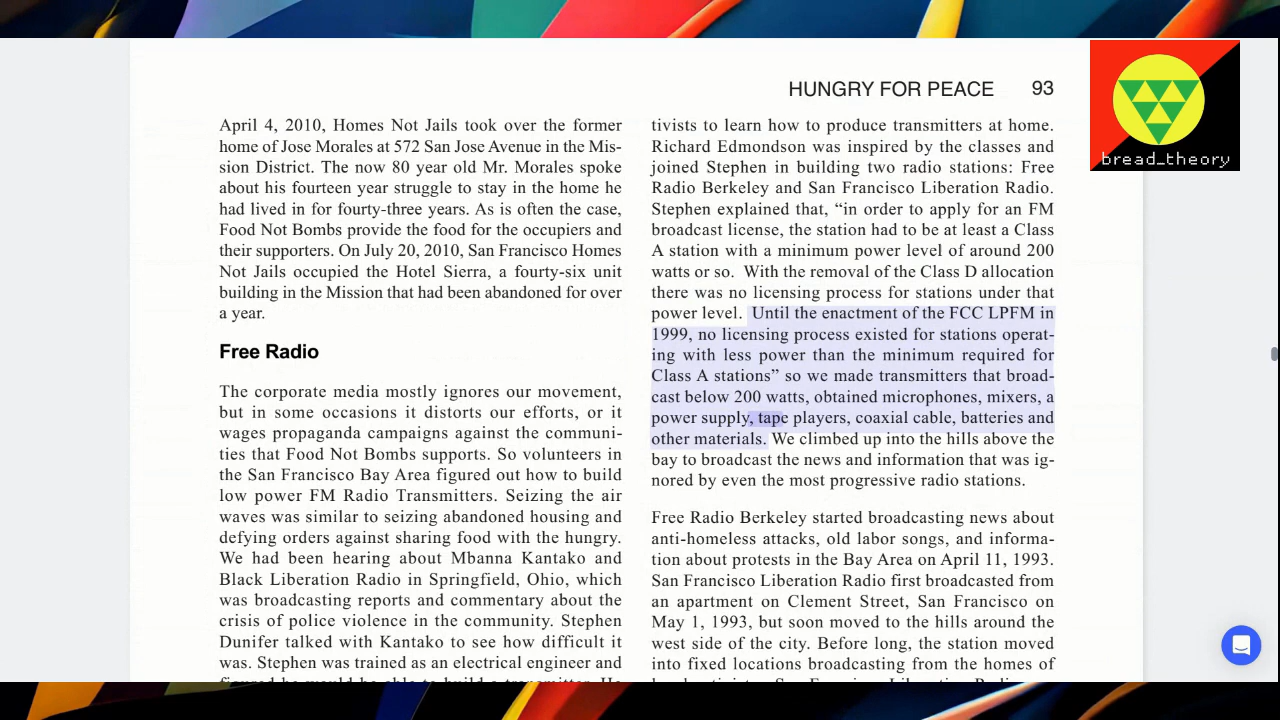 HUNGRY FOR PEACE 93
April 4, 2010, Homes Not Jails took over the former
home of Jose Morales at 572 San Jose Avenue in the Mis-
sion District. The now 80 year old Mr. Morales spoke
about his fourteen year struggle to stay in the home he
had lived in for fourty-three years. As is often the case,
Food Not Bombs provide the food for the occupiers and
their supporters. On July 20, 2010, San Francisco Homes
Not Jails occupied the Hotel Sierra, a fourty-six unit
building in the Mission that had been abandoned for over
a year.
Free Radio
The corporate media mostly ignores our movement,
but in some occasions it distorts our efforts, or it
wages propaganda campaigns against the communi-
ties that Food Not Bombs supports. So volunteers in
the San Francisco Bay Area figured out how to build
low power FM Radio Transmitters. Seizing the air
waves was similar to seizing abandoned housing and
defying orders against sharing food with the hungry.
We had been hearing about Mbanna Kantako and
Black Liberation Radio in Springfield, Ohio, which
was broadcasting reports and commentary about the
crisis of police violence in the community. Stephen
Dunifer talked with Kantako to see how difficult it
was. Stephen was trained as an electrical engineer and
tivists to learn how to produce transmitters at home.
Richard Edmondson was inspired by the classes and
joined Stephen in building two radio stations: Free
Radio Berkeley and San Francisco Liberation Radio.
Stephen explained that, “in order to apply for an FM
broadcast license, the station had to be at least a Class
A station with a minimum power level of around 200
watts or so. With the removal of the Class D allocation
there was no licensing process for stations under that
power level. Until the enactment of the FCC LPFM in
1999, no licensing process existed for stations operat-
ing with less power than the minimum required for
Class A stations” so we made transmitters that broad-
cast below 200 watts, obtained microphones, mixers, a
power supply, tape players, coaxial cable, batteries and
other materials. We climbed up into the hills above the
bay to broadcast the news and information that was ig-
nored by even the most progressive radio stations.
Free Radio Berkeley started broadcasting news about
anti-homeless attacks, old labor songs, and informa-
tion about protests in the Bay Area on April 11, 1993.
San Francisco Liberation Radio first broadcasted from
an apartment on Clement Street, San Francisco on
May 1, 1993, but soon moved to the hills around the
west side of the city. Before long, the station moved
into fixed locations broadcasting from the homes of
bread_theory